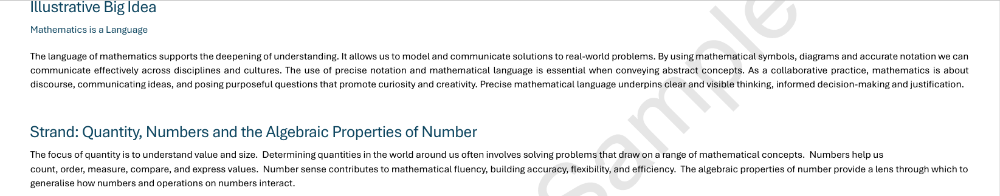 Illustrative Big Idea
Mathematics is a Language
The language of mathematics supports the deepening of understanding. It allows us to model and communicate solutions to real-world problems. By using mathematical symbols, diagrams and accurate notation we can
communicate effectively across disciplines and cultures. The use of precise notation and mathematical language is essential when conveying abstract concepts. As a collaborative practice, mathematics is about
discourse, communicating ideas, and posing purposeful questions that promote curiosity and creativity. Precise mathematical language underpins clear and visible thinking, informed decision-making and justification.
Strand: Quantity, Numbers and the Algebraic Properties of Number
The focus of quantity is to understand value and size.  Determining quantities in the world around us often involves solving problems that draw on a range of mathematical concepts.  Numbers help us
count, order, measure, compare, and express values.  Number sense contributes to mathematical fluency, building accuracy, flexibility, and efficiency.  The algebraic properties of number provide a lens through which to
generalise how numbers and operations on numbers interact.
Sample